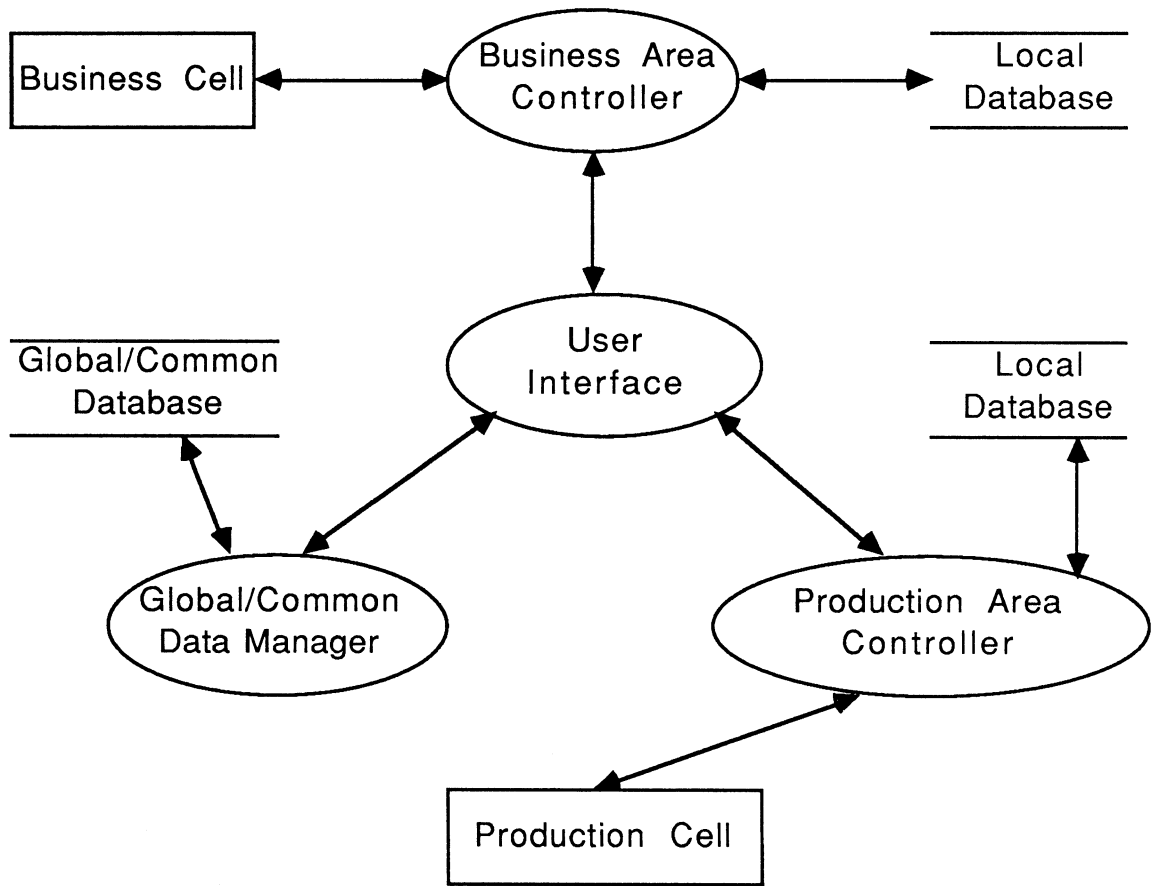 Business Cell
Business Area
Controller
Local
Database
User
Interface
Global/Common
Database
Local
Database
Global/Common
Data Manager
Production Area
Controller
Production Cell